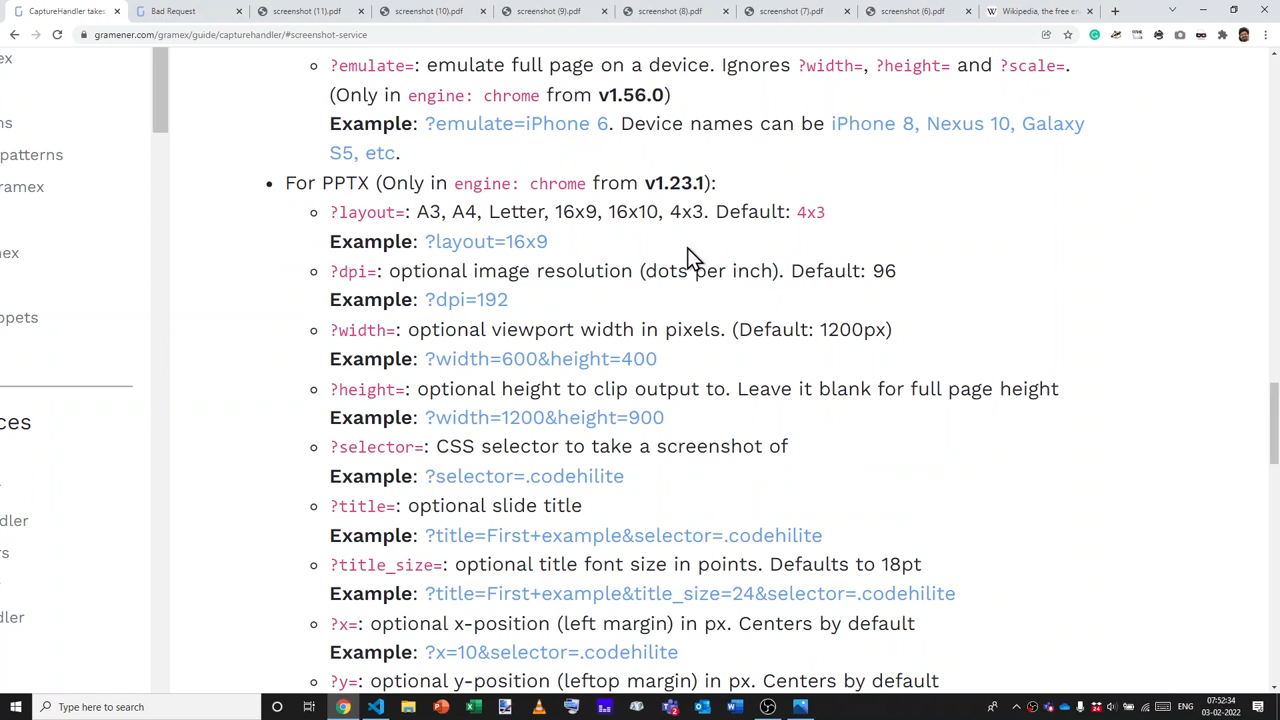 CaptureHandler takes
Bad Request
screenshot (11).pdf
screenshot (10).pdf
screenshot (9).pdf
screenshot (8).pdf
screenshot (7).pdf
screenshot (6).pdf
Wikipedia, the free en
gramener.com/gramex/guide/capturehandler/#screenshot-service
?emulate=: emulate full page on a device. Ignores ?width=, ?height= and ?scale=.
(Only in engine: chrome from v1.56.0)
Example: ?emulate=iPhone 6. Device names can be iPhone 8, Nexus 10, Galaxy
S5, etc.
patterns
ramex
For PPTX (Only in engine: chrome from v1.23.1):
?layout=: A3, A4, Letter, 16x9, 16x10, 4x3. Default: 4x3
Example: ?layout=16x9
?dpi=: optional image resolution (dots per inch). Default: 96
Example: ?dpi=192
ppets
?width=: optional viewport width in pixels. (Default: 1200px)
Example: ?width=600&height=400
?height=: optional height to clip output to. Leave it blank for full page height
Example: ?width=1200&height=900
ces
?selector=: CSS selector to take a screenshot of
Example: ?selector=.codehilite
?title=: optional slide title
dler
Example: ?title=First+example&selector=.codehilite
rs
?title_size=: optional title font size in points. Defaults to 18pt
Example: ?title=First+example&title_size=24&selector=.codehilite
dler
?x=: optional x-position (left margin) in px. Centers by default
Example: ?x=10&selector=.codehilite
?y=: optional y-position (leftop margin) in px. Centers by default
Type here to search
07:52:34
03-02-2022